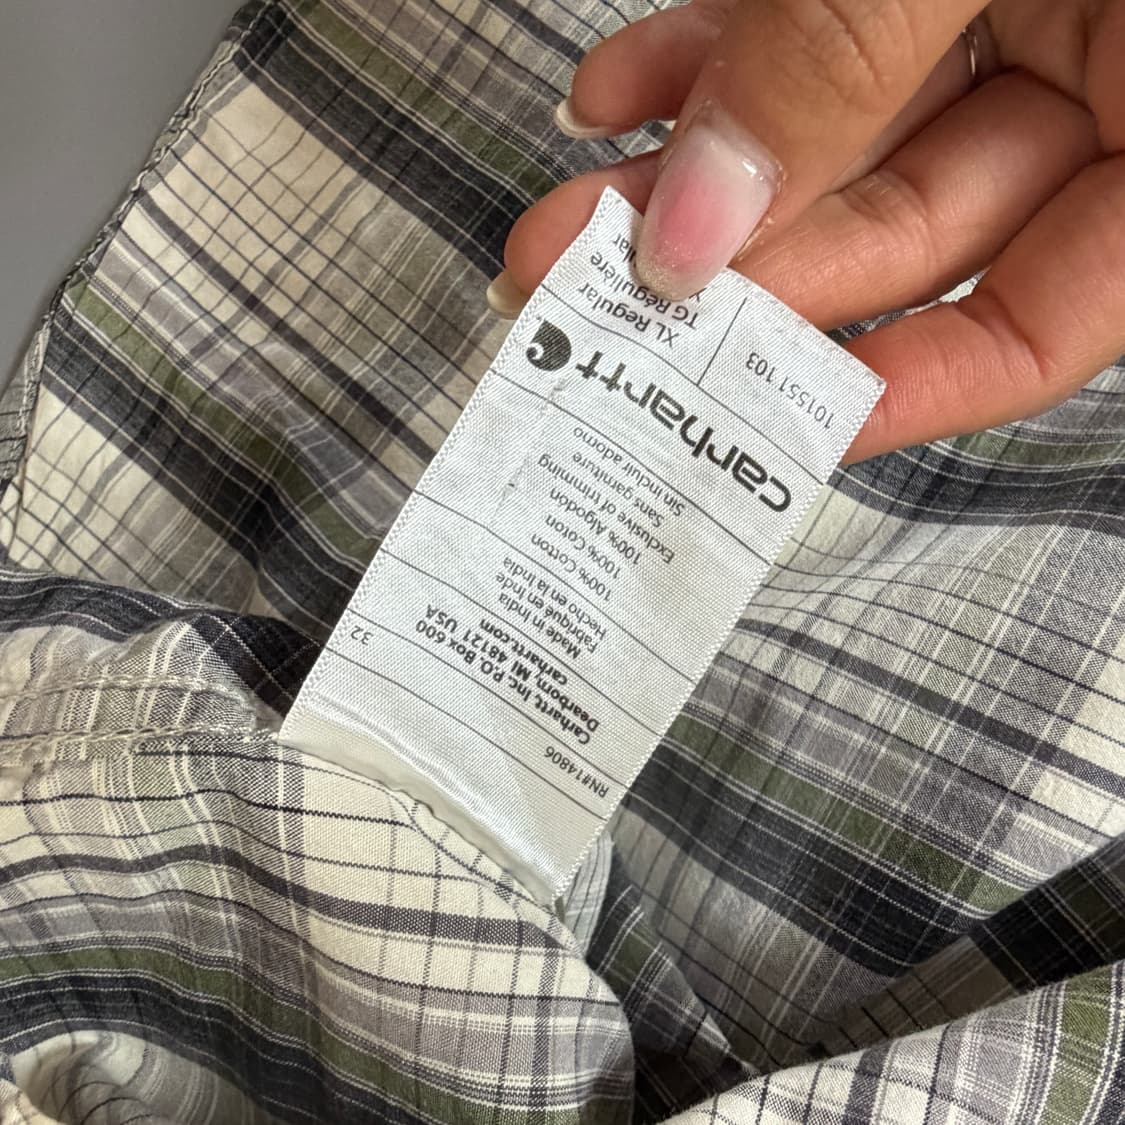 XL Regular
TG Régulière
101551 103
carhartt
Exclusive of trimming
Sans garniture
Sin incluir adorno
100% Cotton
100% Coton
100% Algodón
Made in India
Fabriqué en Inde
Hecho en la India
Carhartt, Inc. P.O. Box 600
Dearborn, MI 48121 USA
carhartt.com
RN#14806
32